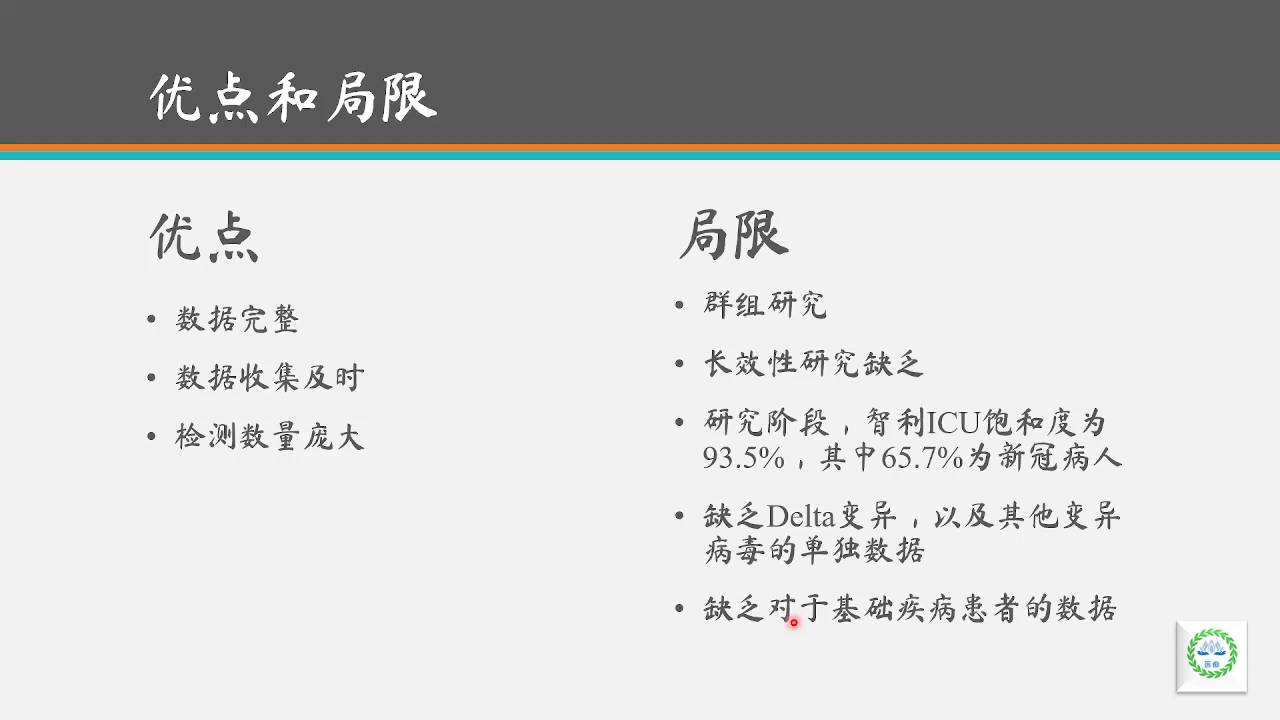 优点和局限
优点
• 数据完整
• 数据收集及时
• 检测数量庞大
局限
• 群组研究
• 长效性研究缺乏
• 研究阶段，智利ICU饱和度为
93.5%，其中65.7%为新冠病人
• 缺乏Delta变异，以及其他变异
病毒的单独数据
• 缺乏对于基础疾病患者的数据